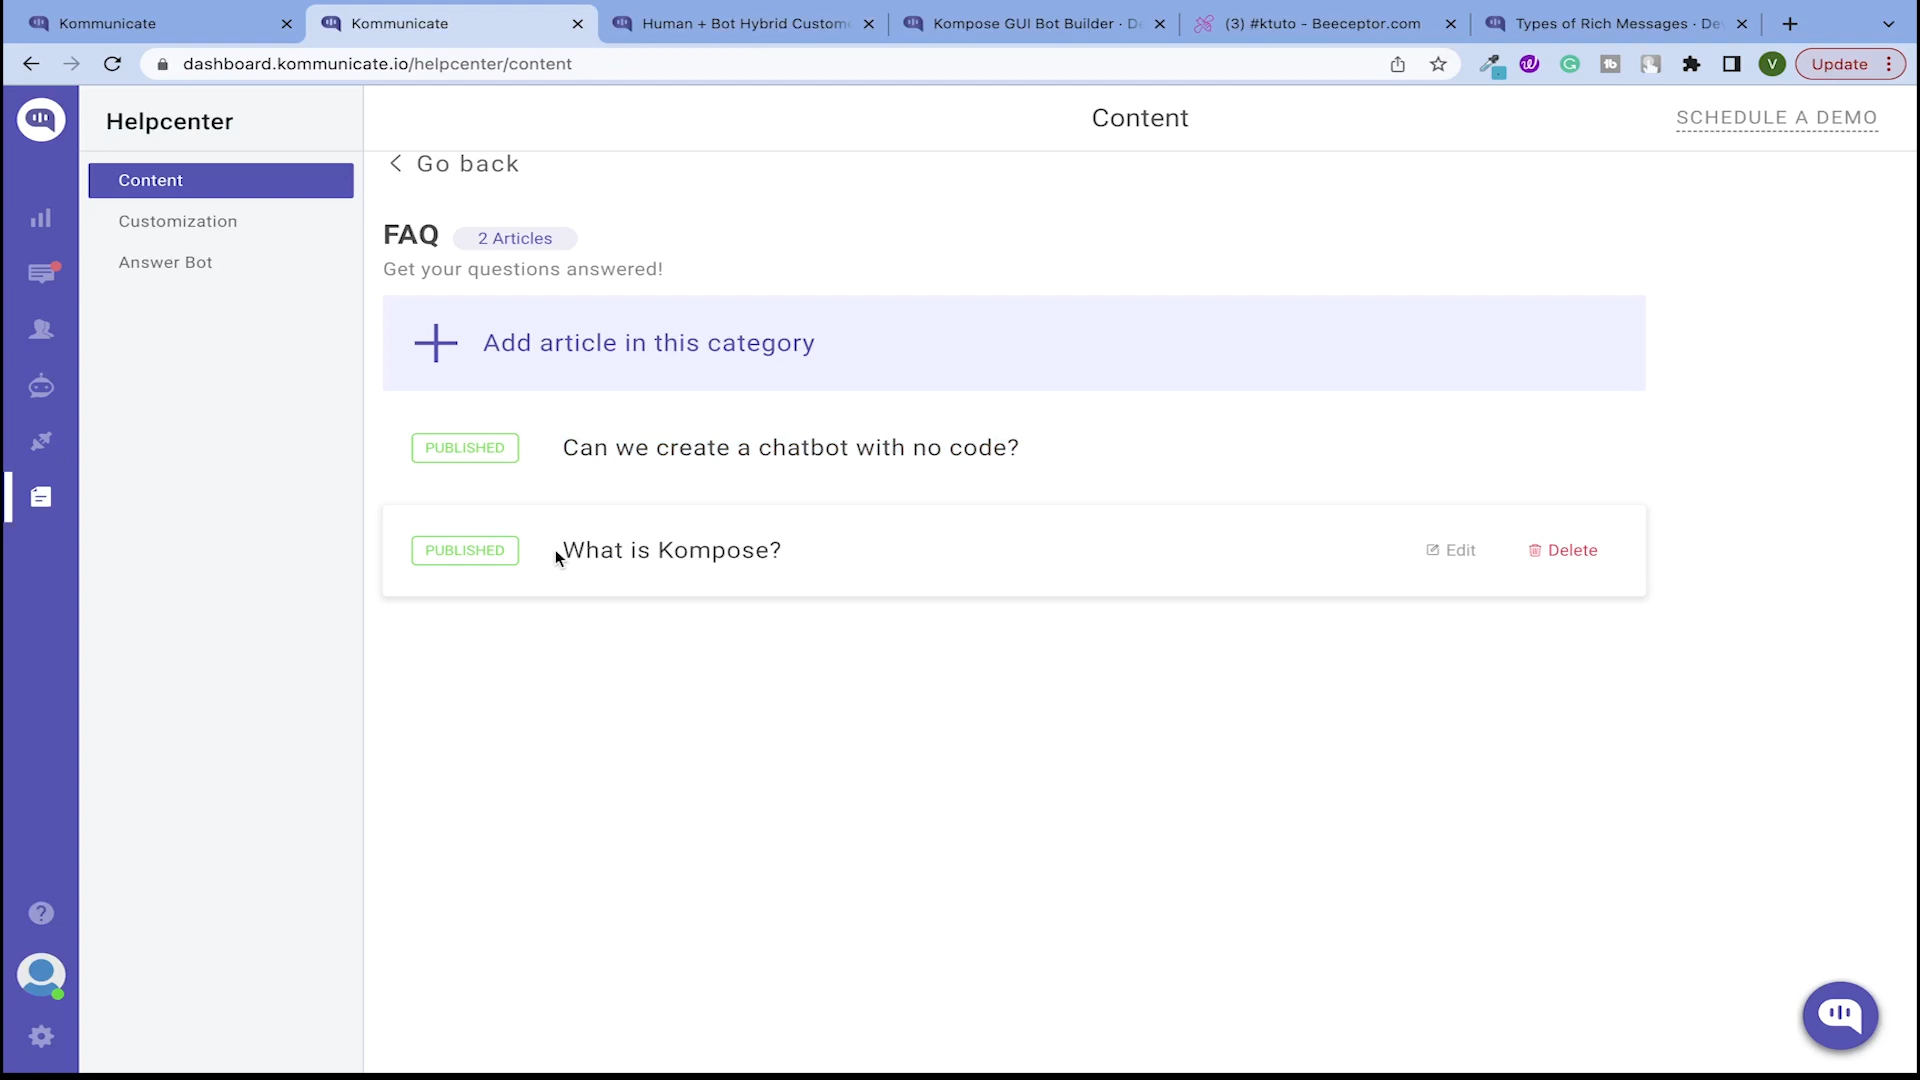 Kommunicate
Kommunicate
Human + Bot Hybrid Custom
Kompose GUI Bot Builder · De
(3) #ktuto - Beeceptor.com
Types of Rich Messages · Dev
dashboard.kommunicate.io/helpcenter/content
Update
Helpcenter
Content
SCHEDULE A DEMO
Content
Customization
Answer Bot
Go back
FAQ
2 Articles
Get your questions answered!
Add article in this category
PUBLISHED
Can we create a chatbot with no code?
PUBLISHED
What is Kompose?
Edit
Delete